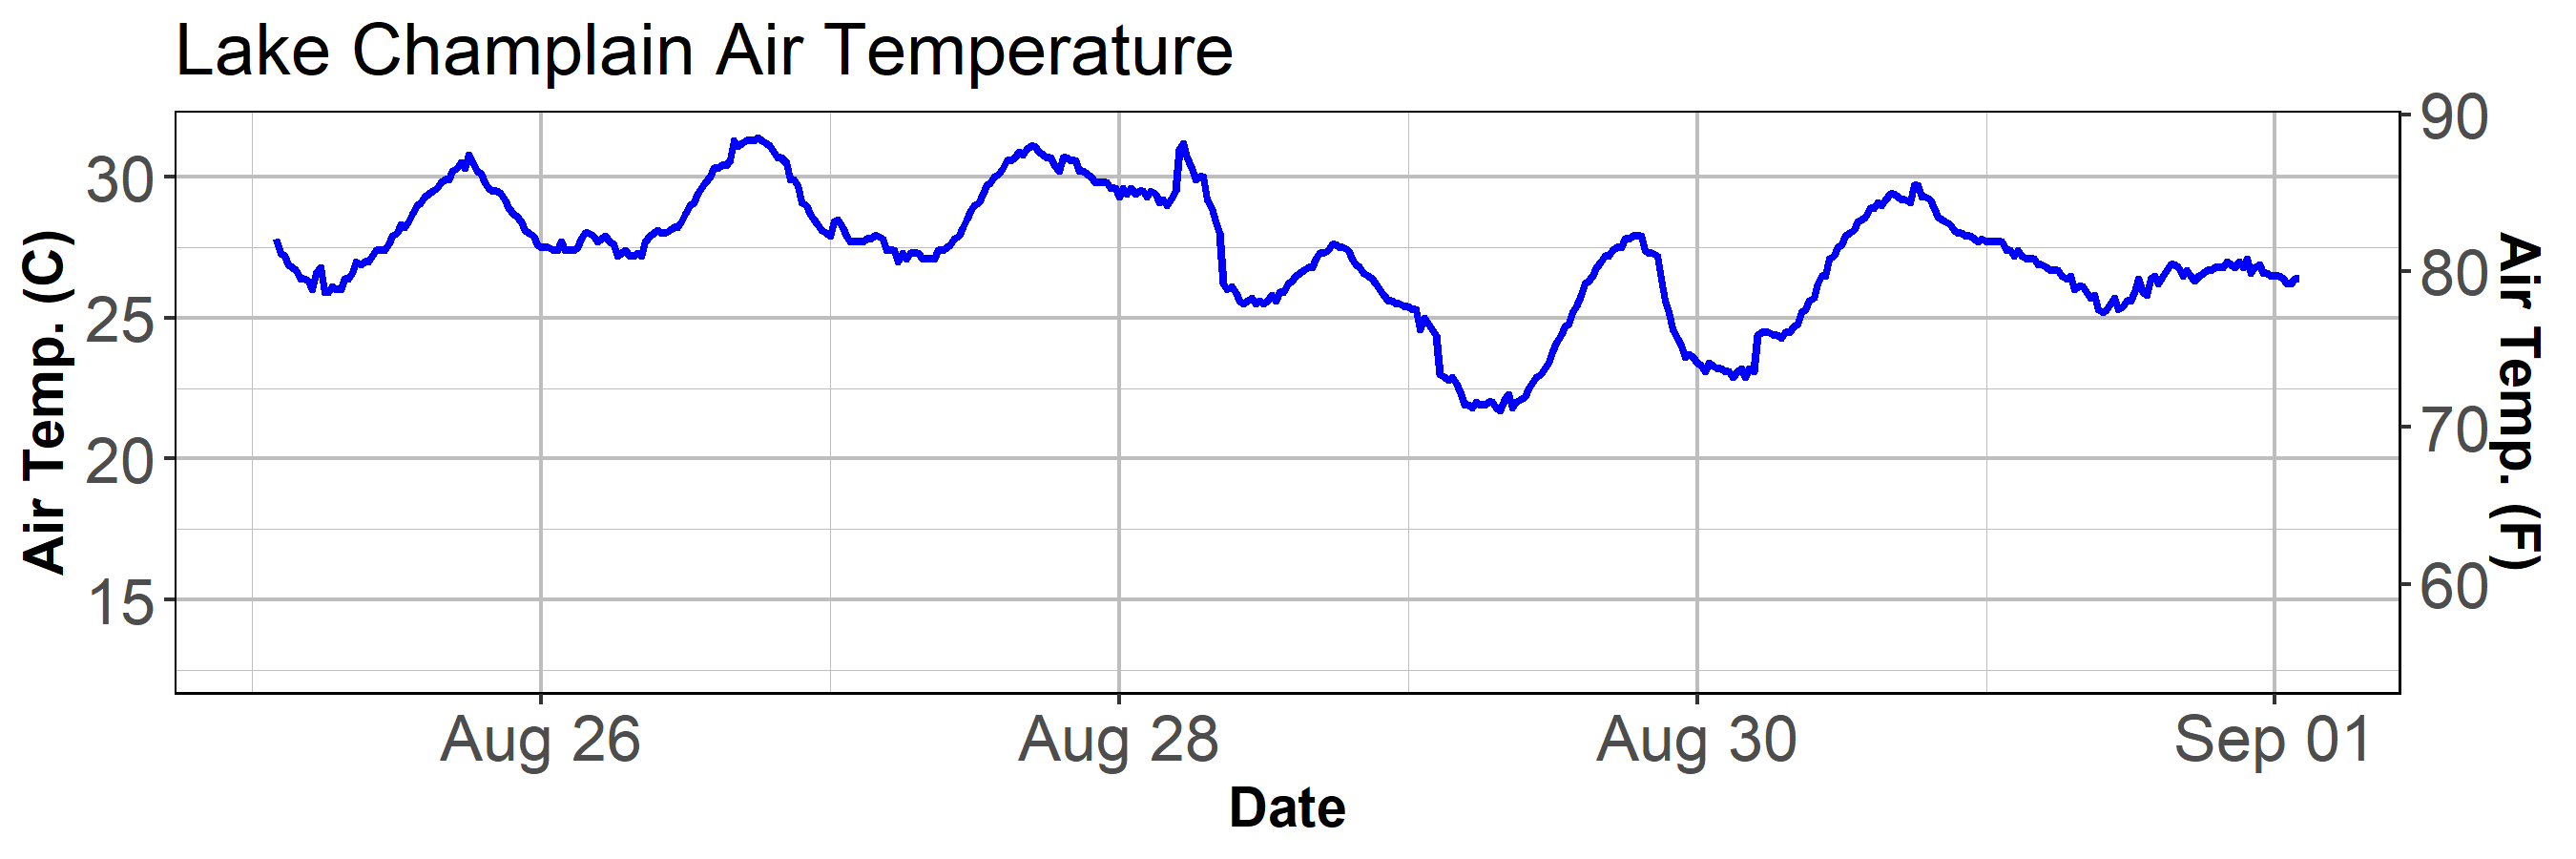 Lake Champlain Air Temperature
Air Temp. (C)
30
25
20
15
90
80
70
60
Air Temp. (F)
Aug 26
Aug 28
Aug 30
Sep 01
Date